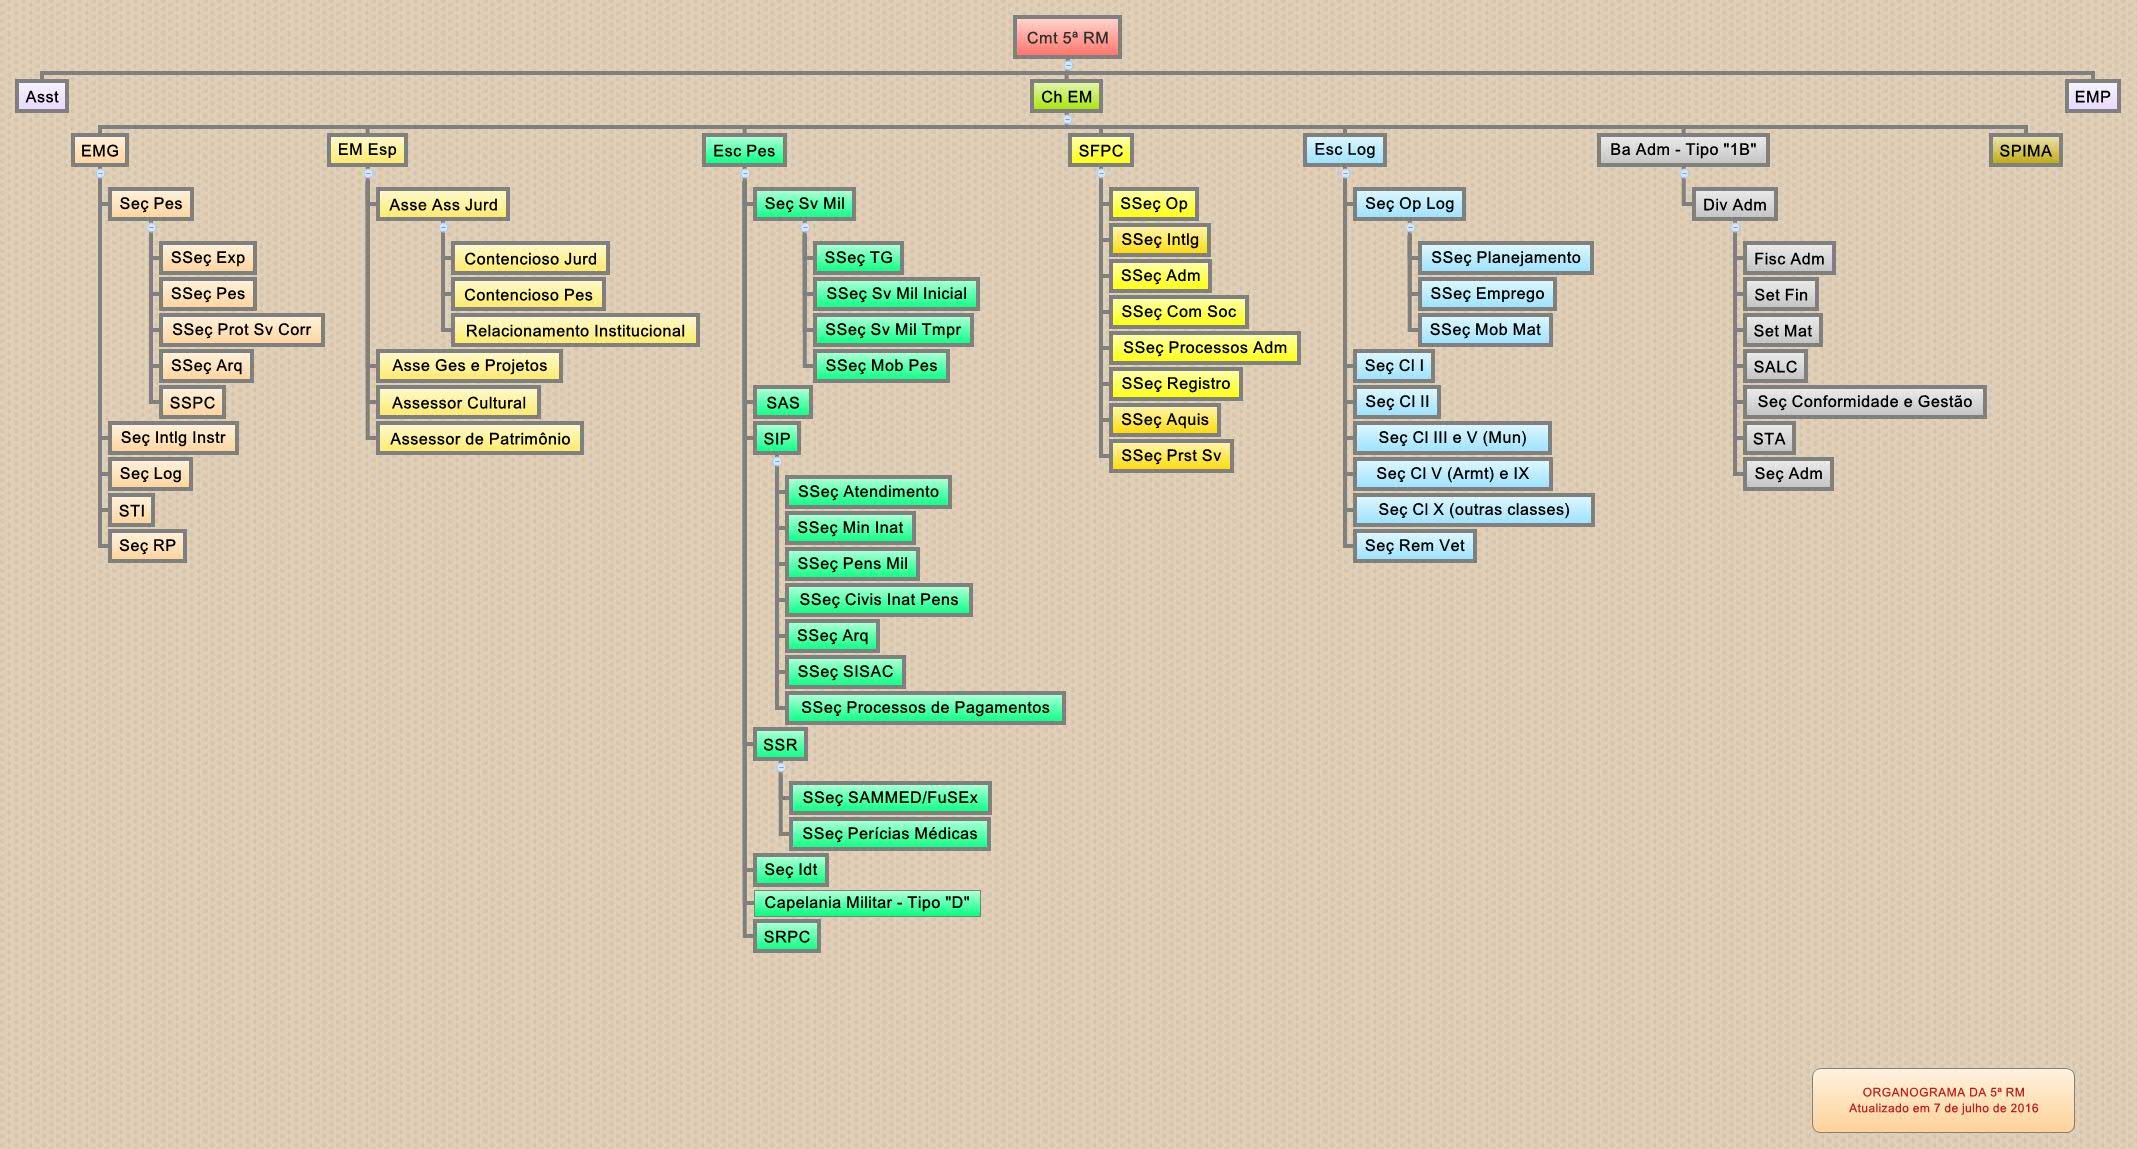 Cmt 5ª RM
Asst
Ch EM
EMP
EMG
EM Esp
Esc Pes
SFPC
Esc Log
Ba Adm - Tipo "1B"
SPIMA
Seç Pes
SSeç Exp
SSeç Pes
SSeç Prot Sv Corr
SSeç Arq
SSPC
Seç Intlg Instr
Seç Log
STI
Seç RP
Asse Ass Jurd
Contencioso Jurd
Contencioso Pes
Relacionamento Institucional
Asse Ges e Projetos
Assessor Cultural
Assessor de Patrimônio
Seç Sv Mil
SSeç TG
SSeç Sv Mil Inicial
SSeç Sv Mil Tmpr
SSeç Mob Pes
SAS
SIP
SSeç Atendimento
SSeç Min Inat
SSeç Pens Mil
SSeç Civis Inat Pens
SSeç Arq
SSeç SISAC
SSeç Processos de Pagamentos
SSR
SSeç SAMMED/FuSEx
SSeç Perícias Médicas
Seç Idt
Capelania Militar - Tipo "D"
SRPC
SSeç Op
SSeç Intlg
SSeç Adm
SSeç Com Soc
SSeç Processos Adm
SSeç Registro
SSeç Aquis
SSeç Prst Sv
Seç Op Log
SSeç Planejamento
SSeç Emprego
SSeç Mob Mat
Seç Cl I
Seç Cl II
Seç Cl III e V (Mun)
Seç Cl V (Armt) e IX
Seç Cl X (outras classes)
Seç Rem Vet
Div Adm
Fisc Adm
Set Fin
Set Mat
SALC
Seç Conformidade e Gestão
STA
Seç Adm
ORGANOGRAMA DA 5ª RM
Atualizado em 7 de julho de 2016